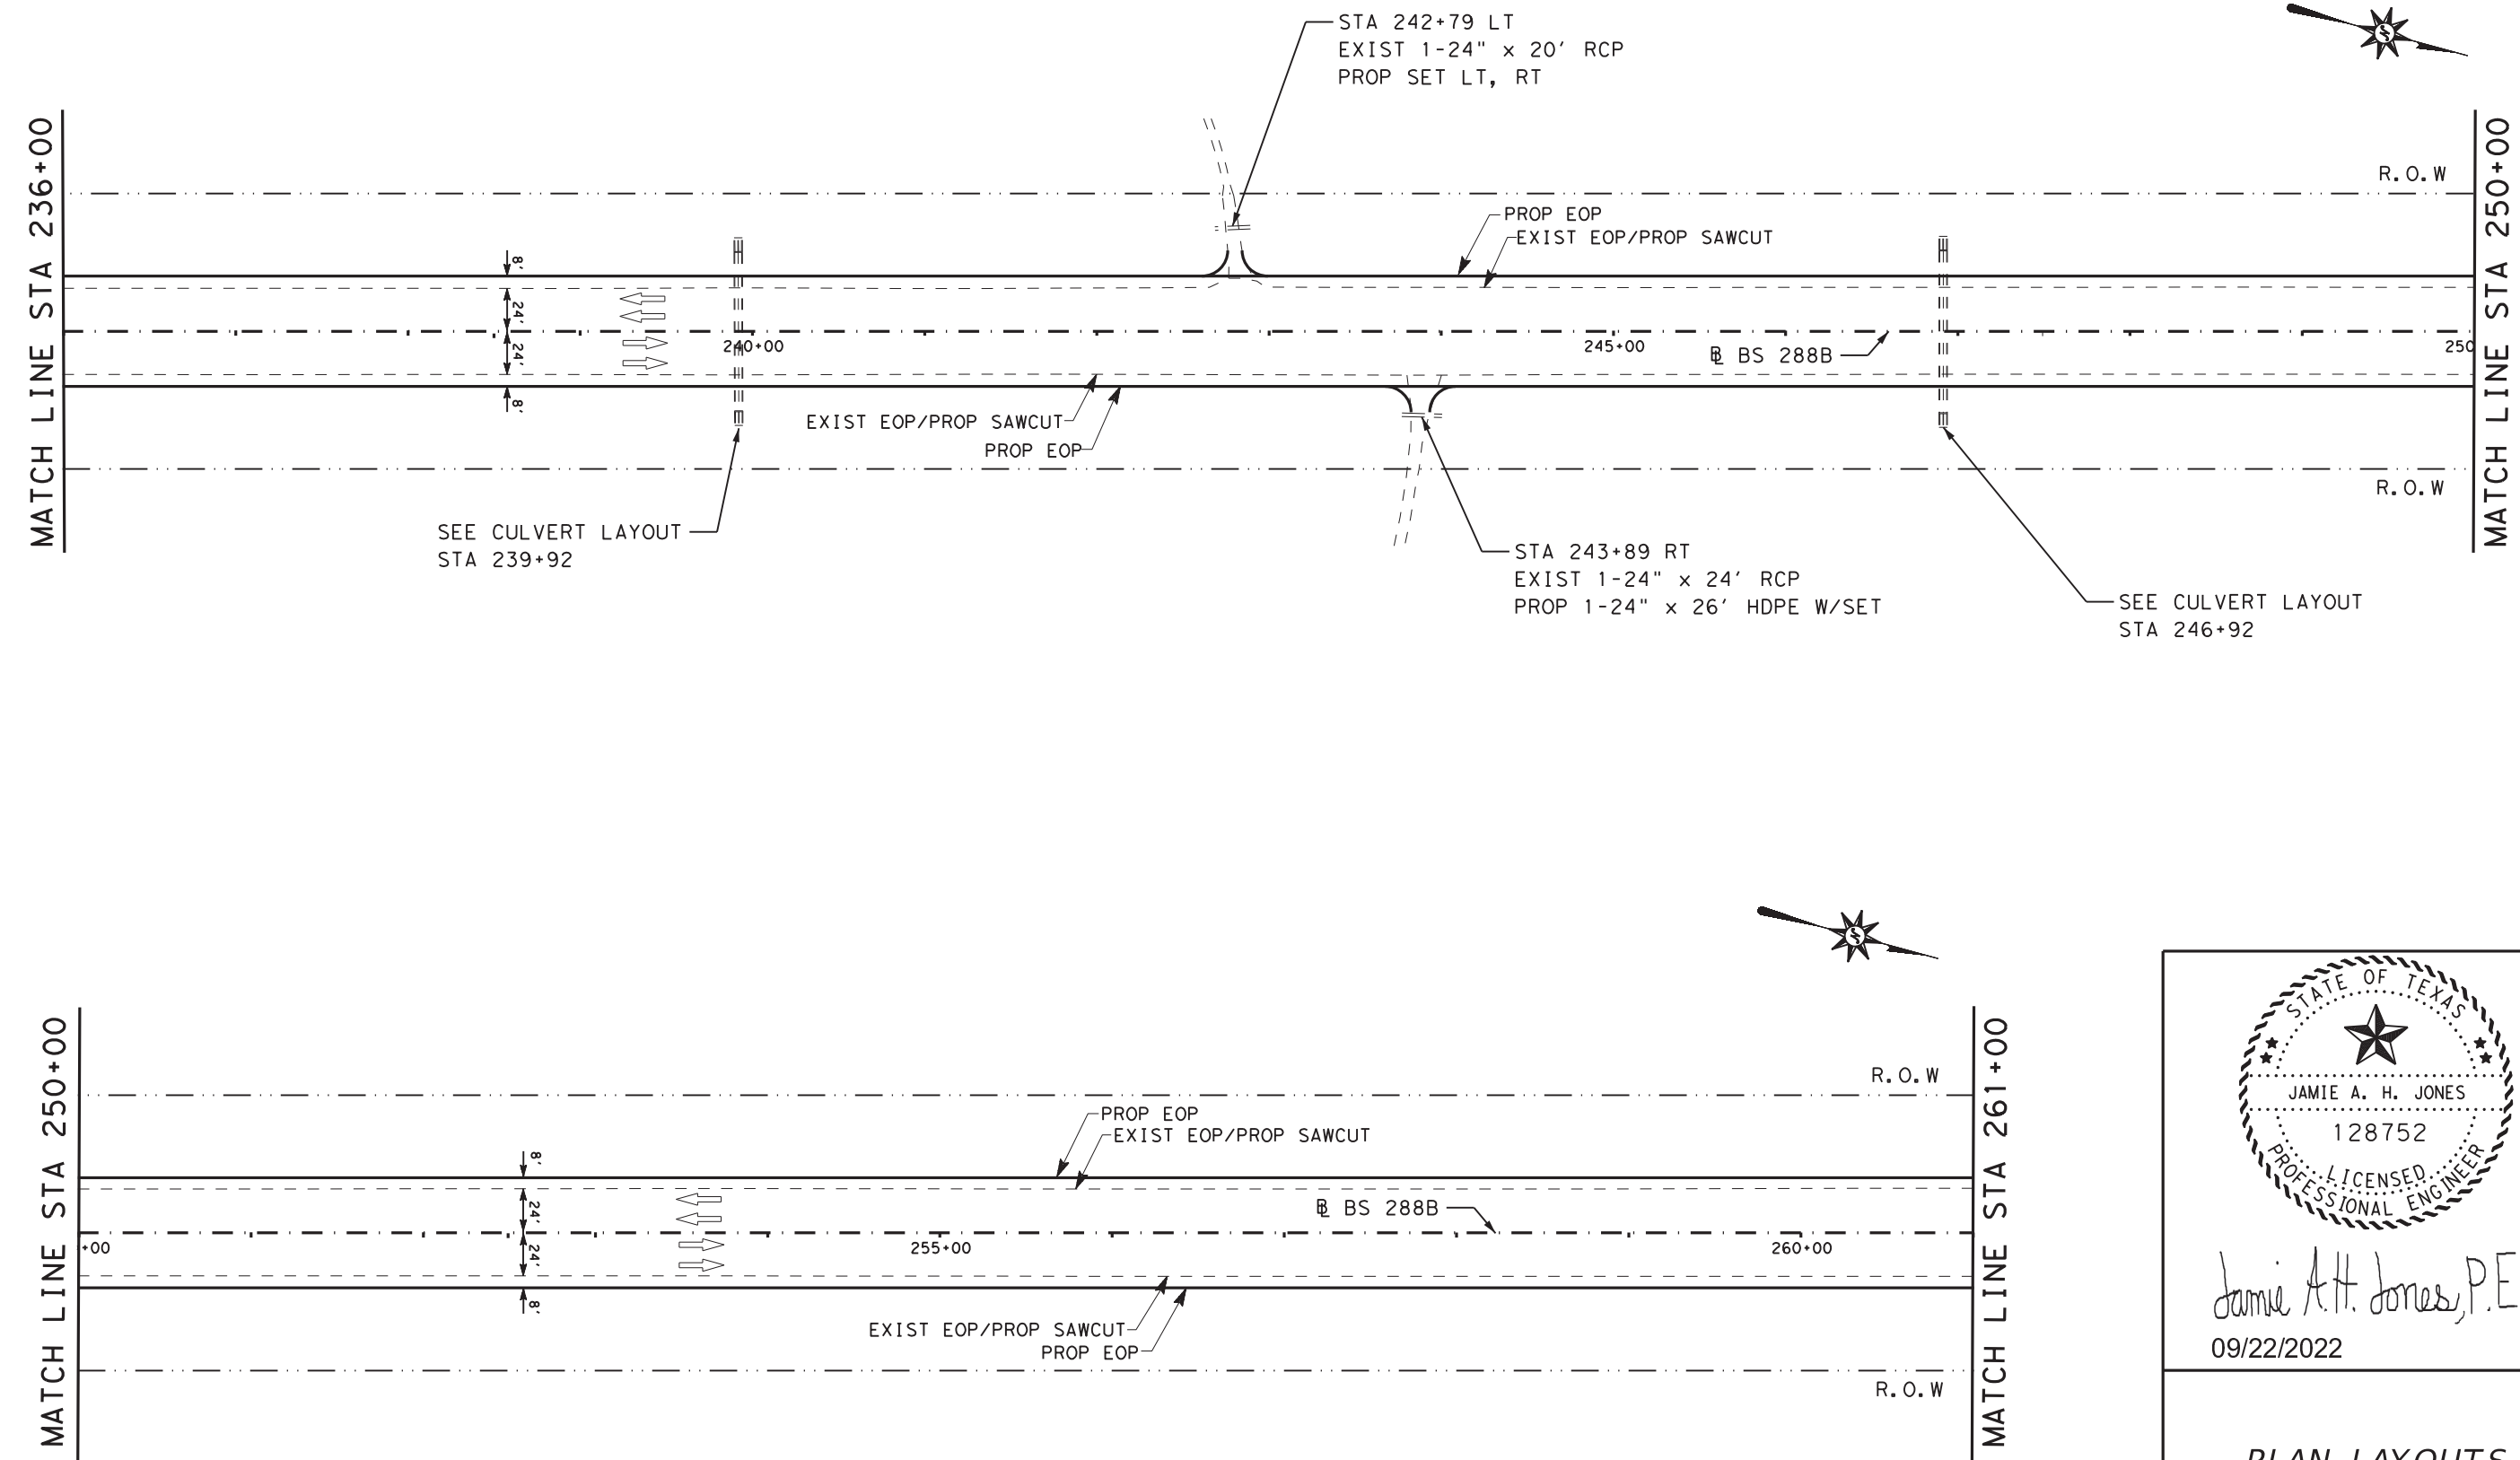 STA 242+79 LT
EXIST 1-24" x 20' RCP
PROP SET LT, RT
MATCH LINE STA 236+00
MATCH LINE STA 250+00
R.O.W
PROP EOP
EXIST EOP/PROP SAWCUT
8'
24'
24'
8'
240+00
245+00
250
BL BS 288B
EXIST EOP/PROP SAWCUT
PROP EOP
R.O.W
SEE CULVERT LAYOUT
STA 239+92
STA 243+89 RT
EXIST 1-24" x 24' RCP
PROP 1-24" x 26' HDPE W/SET
SEE CULVERT LAYOUT
STA 246+92
MATCH LINE STA 250+00
MATCH LINE STA 261+00
R.O.W
PROP EOP
EXIST EOP/PROP SAWCUT
8'
24'
24'
8'
BL BS 288B
+00
255+00
260+00
EXIST EOP/PROP SAWCUT
PROP EOP
R.O.W
STATE OF TEXAS
JAMIE A. H. JONES
128752
LICENSED
PROFESSIONAL ENGINEER
Jamie A.H. Jones, P.E
09/22/2022
PLAN LAYOUTS